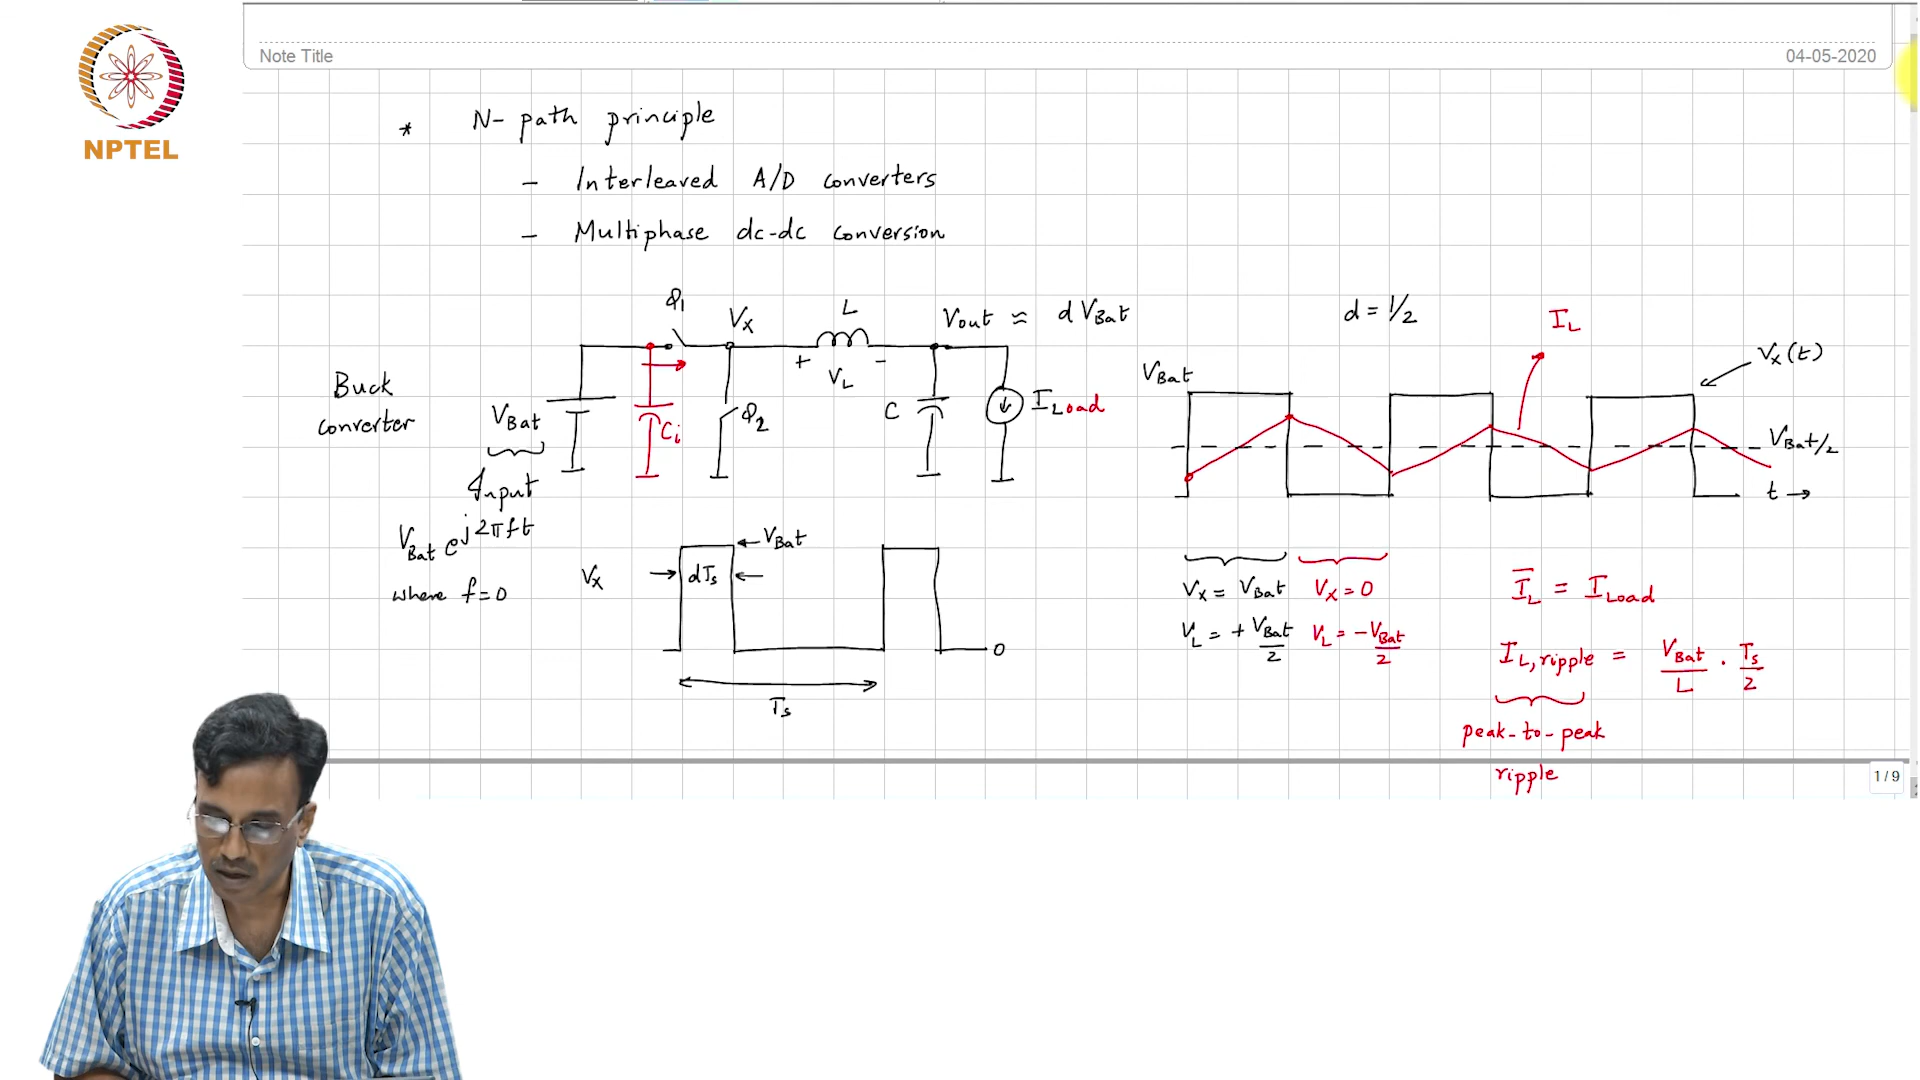 Note Title
04-05-2020
NPTEL
* N-path principle
- Interleaved A/D converters
- Multiphase dc-dc conversion
Φ1
Vx
L
Vout ≈ d VBat
+ VL -
Buck
converter
VBat
Ci
Φ2
C
ILoad
Input
VBat e^j2πft
where f=0
Vx
dTs
VBat
0
Ts
d = 1/2
IL
Vx(t)
VBat
VBat/2
t →
Vx = VBat
VL = + VBat/2
Vx = 0
VL = -VBat/2
I̅L = ILoad
IL,ripple = VBat/L . Ts/2
peak-to-peak
ripple
1 / 9